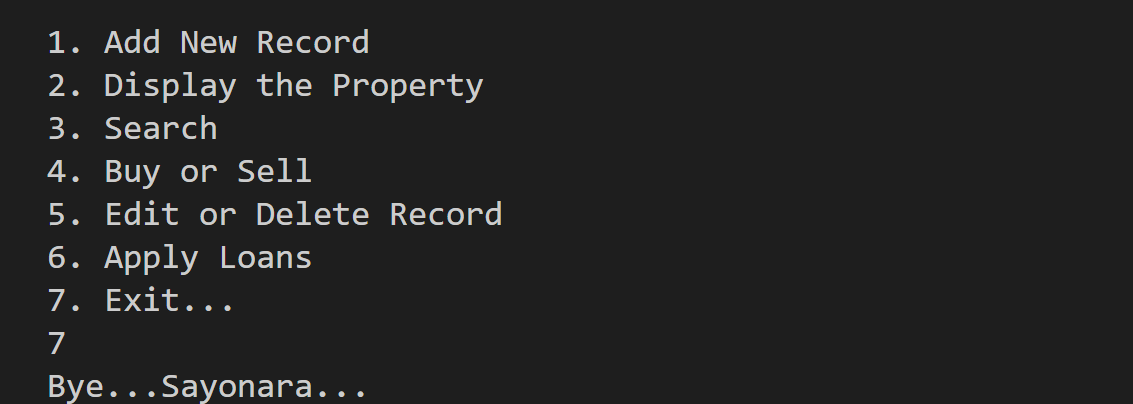 1. Add New Record
2. Display the Property
3. Search
4. Buy or Sell
5. Edit or Delete Record
6. Apply Loans
7. Exit...
7
Bye...Sayonara...